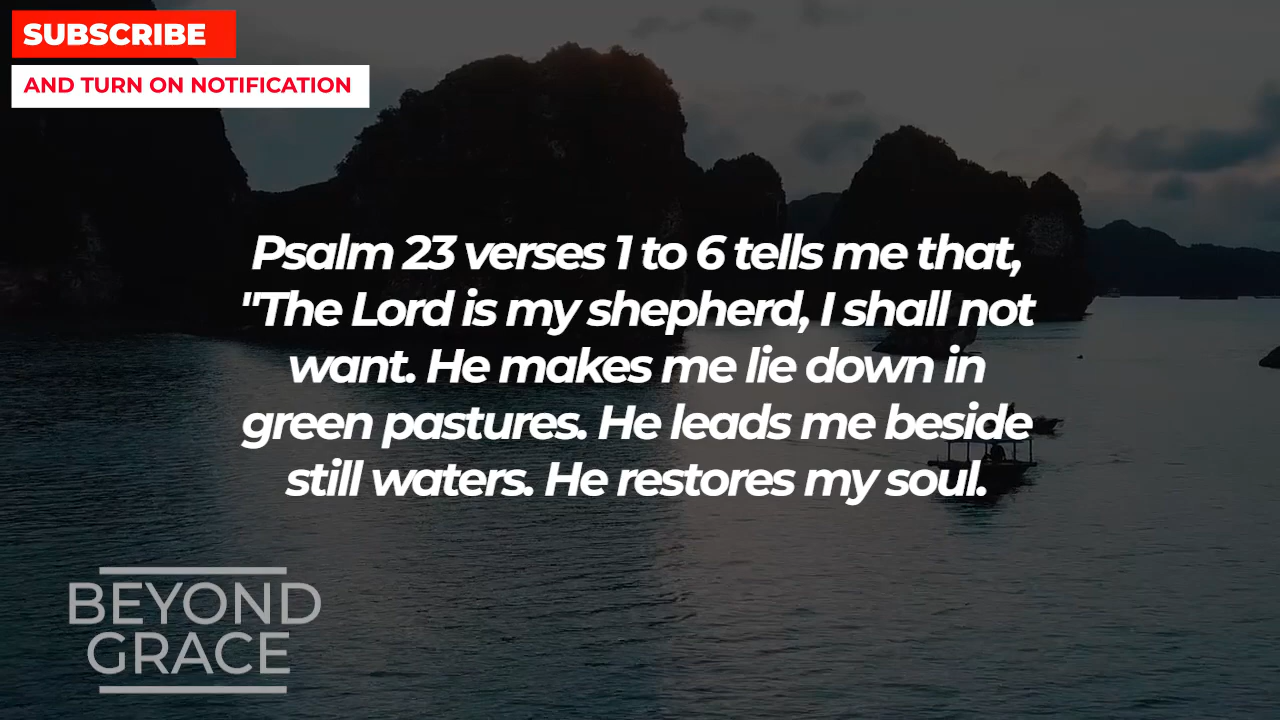 SUBSCRIBE
AND TURN ON NOTIFICATION
Psalm 23 verses 1 to 6 tells me that,
"The Lord is my shepherd, I shall not
want. He makes me lie down in
green pastures. He leads me beside
still waters. He restores my soul.
BEYOND
GRACE